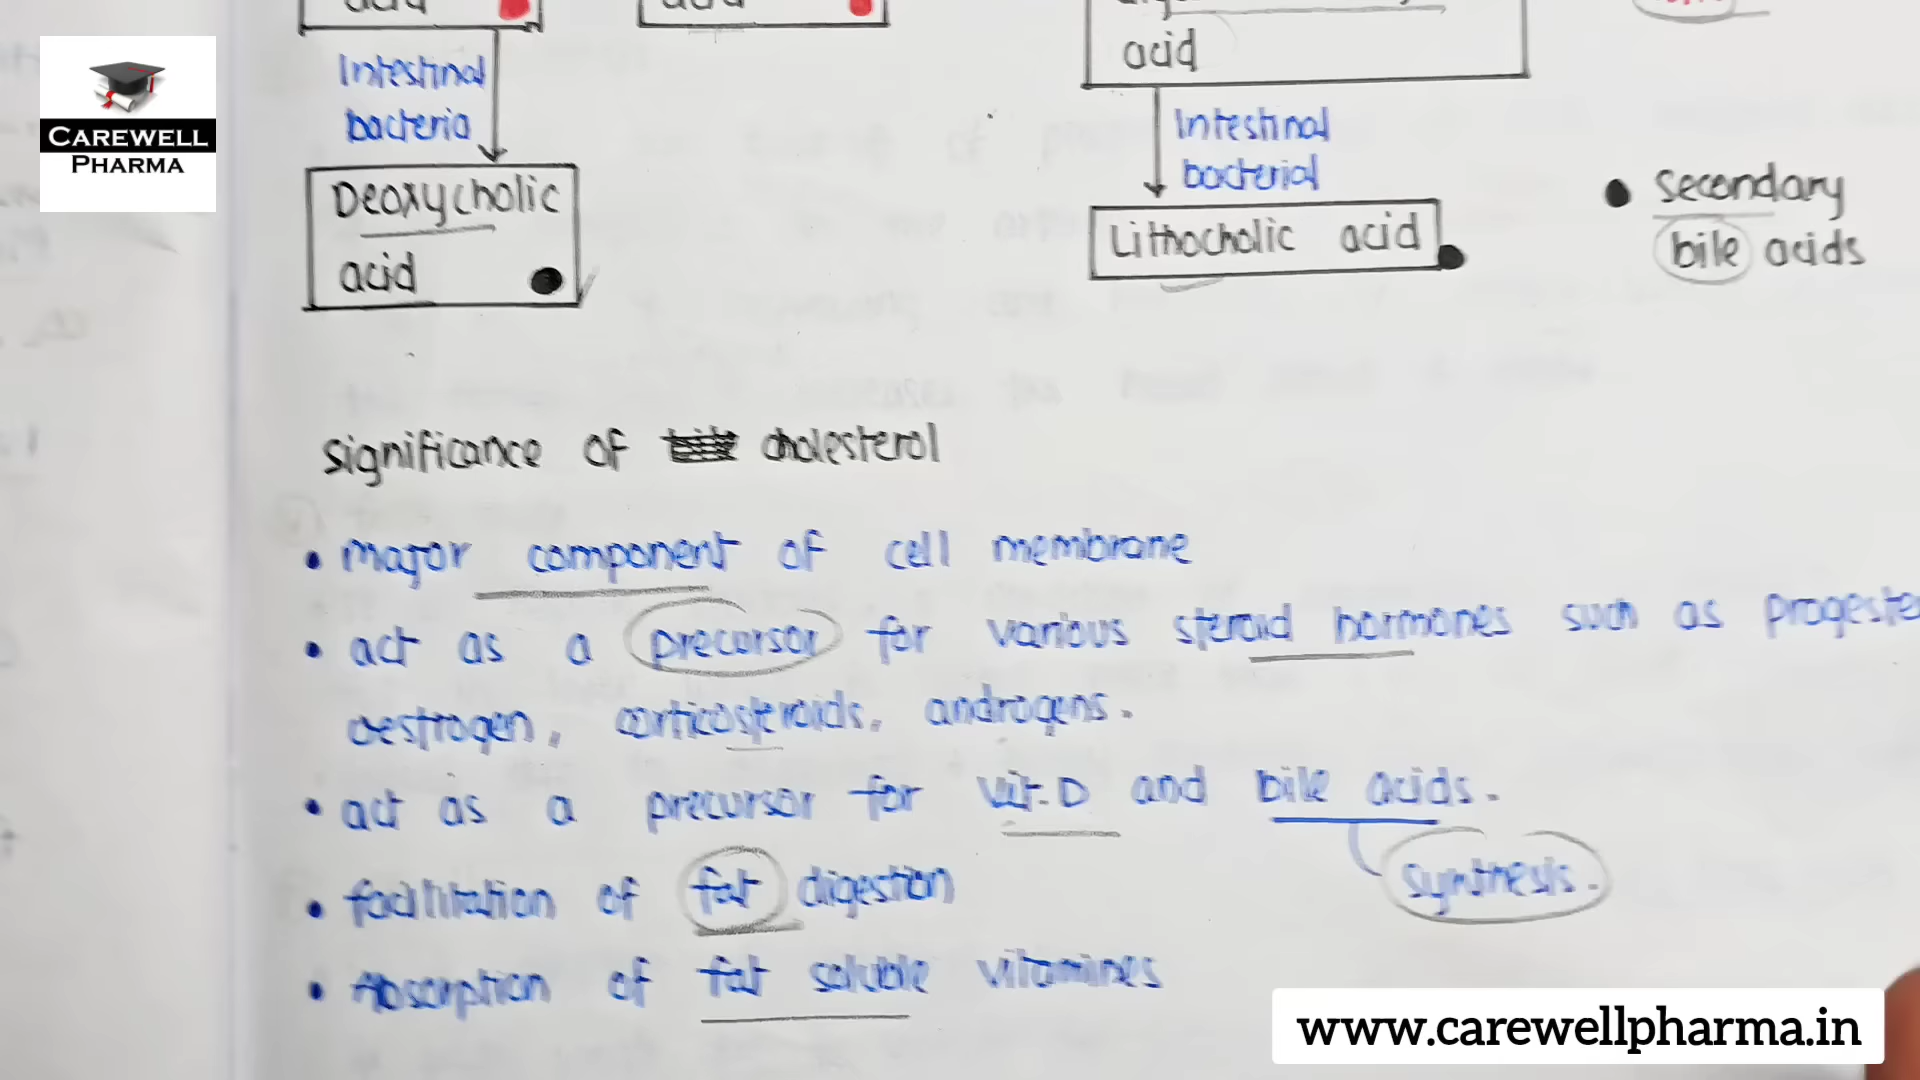 acid
CAREWELL
PHARMA
Intestinal
bacteria
Deoxycholic
acid
acid
Intestinal
bacterial
Lithocholic acid
secondary
bile acids
significance of cholesterol
• major component of cell membrane
• act as a precursor for various steroid hormones such as progeste
oestrogen, corticosteroids, androgens.
• act as a precursor for vit.D and bile acids.
synthesis.
• facilitation of fat digestion
• Absorption of fat soluble vitamines
www.carewellpharma.in